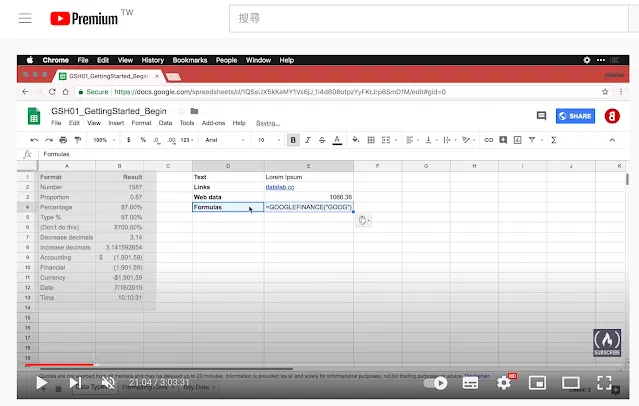 Premium TW
搜尋
Chrome File Edit View History Bookmarks People Window Help
GSH01_GettingStarted_Begin
Secure https://docs.google.com/spreadsheets/d/
GSH01_GettingStarted_Begin
File Edit View Insert Format Data Tools Add-ons Help Saving...
SHARE
100% $ % .0 .00 123 Arial 10 B I S A
fx Formulas
A B C D E F G H I J K
1 Format Result Text Lorem Ipsum
2 Number 1587 Links datalab.cc
3 Proportion 0.87 Web data 1066.36
4 Percentage 87.00% Formulas =GOOGLEFINANCE("GOOG")
5 Type % 87.00%
6 (Don't do this) 8700.00%
7 Decrease decimals 3.14
8 Increase decimals 3.141592654
9 Accounting $ (1,901.59)
10 Financial (1,901.59)
11 Currency -$1,901.59
12 Date 7/16/2015
13 Time 10:10:31
14
15
16
17
18
19
SUBSCRIBE
Quotes are not sourced from all markets and may be delayed up to 20 minutes. Information is provided 'as is' and solely for informational purposes, not for trading purposes or advice. Disclaimer
Data Types Formatting Cells Tidy Data
21:04 / 3:03:31
HD